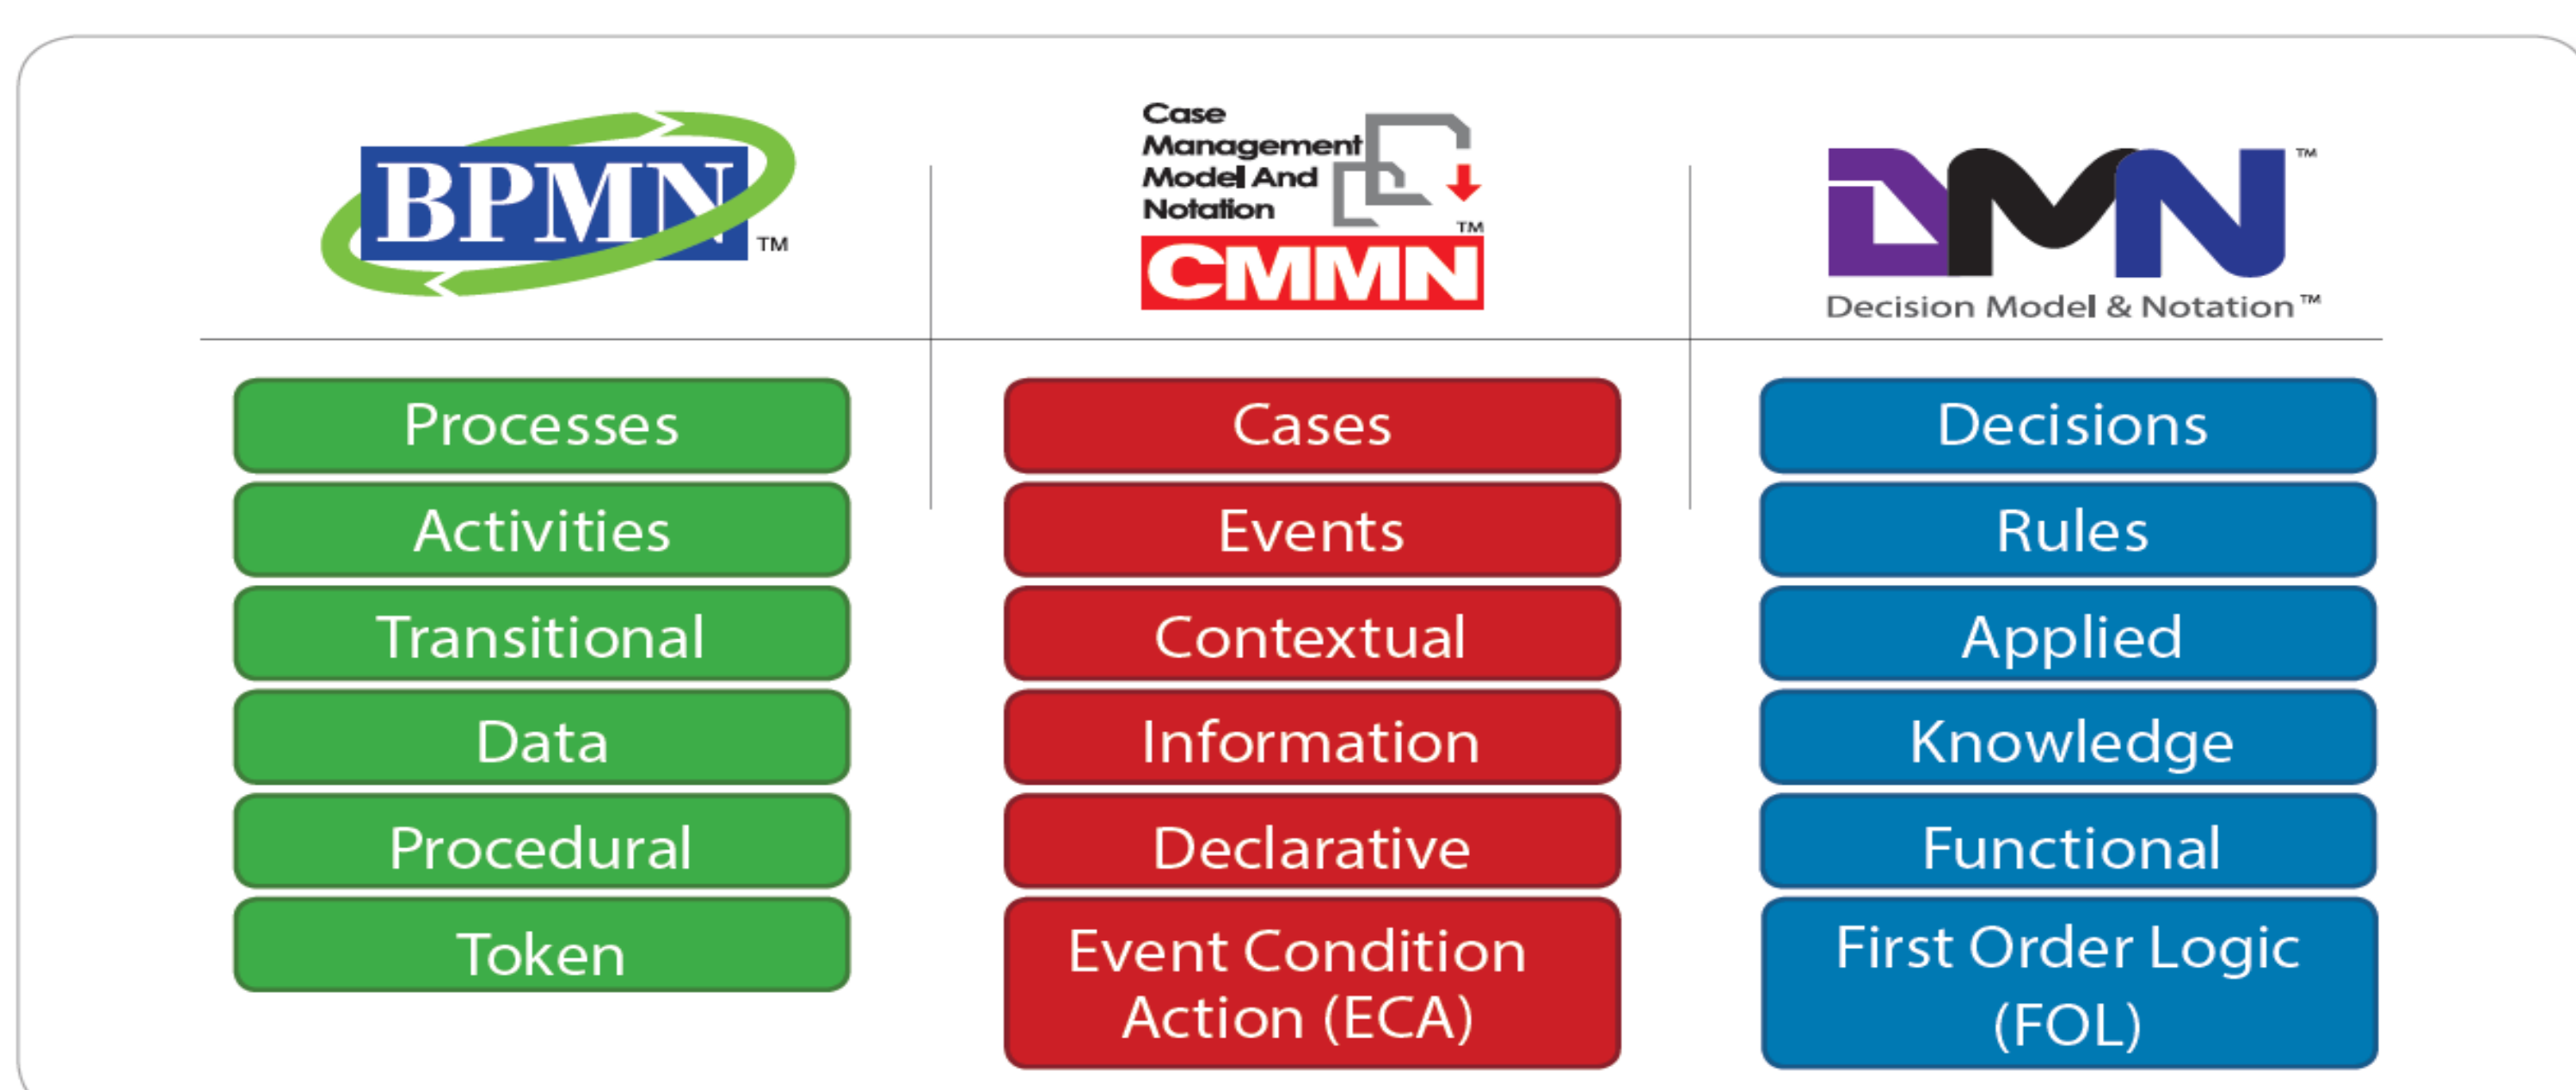 BPMN
TM
Case
Management
Model And
Notation
TM
CMMN
DMN
TM
Decision Model & Notation™
Processes
Activities
Transitional
Data
Procedural
Token
Cases
Events
Contextual
Information
Declarative
Event Condition
Action (ECA)
Decisions
Rules
Applied
Knowledge
Functional
First Order Logic
(FOL)